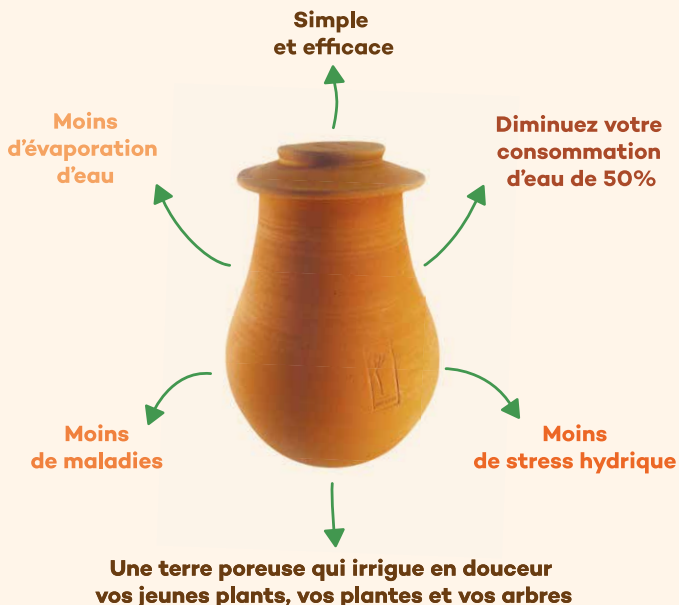 Simple
et efficace
Moins
d'évaporation
d'eau
Diminuez votre
consommation
d'eau de 50%
Moins
de maladies
Moins
de stress hydrique
Une terre poreuse qui irrigue en douceur
vos jeunes plants, vos plantes et vos arbres